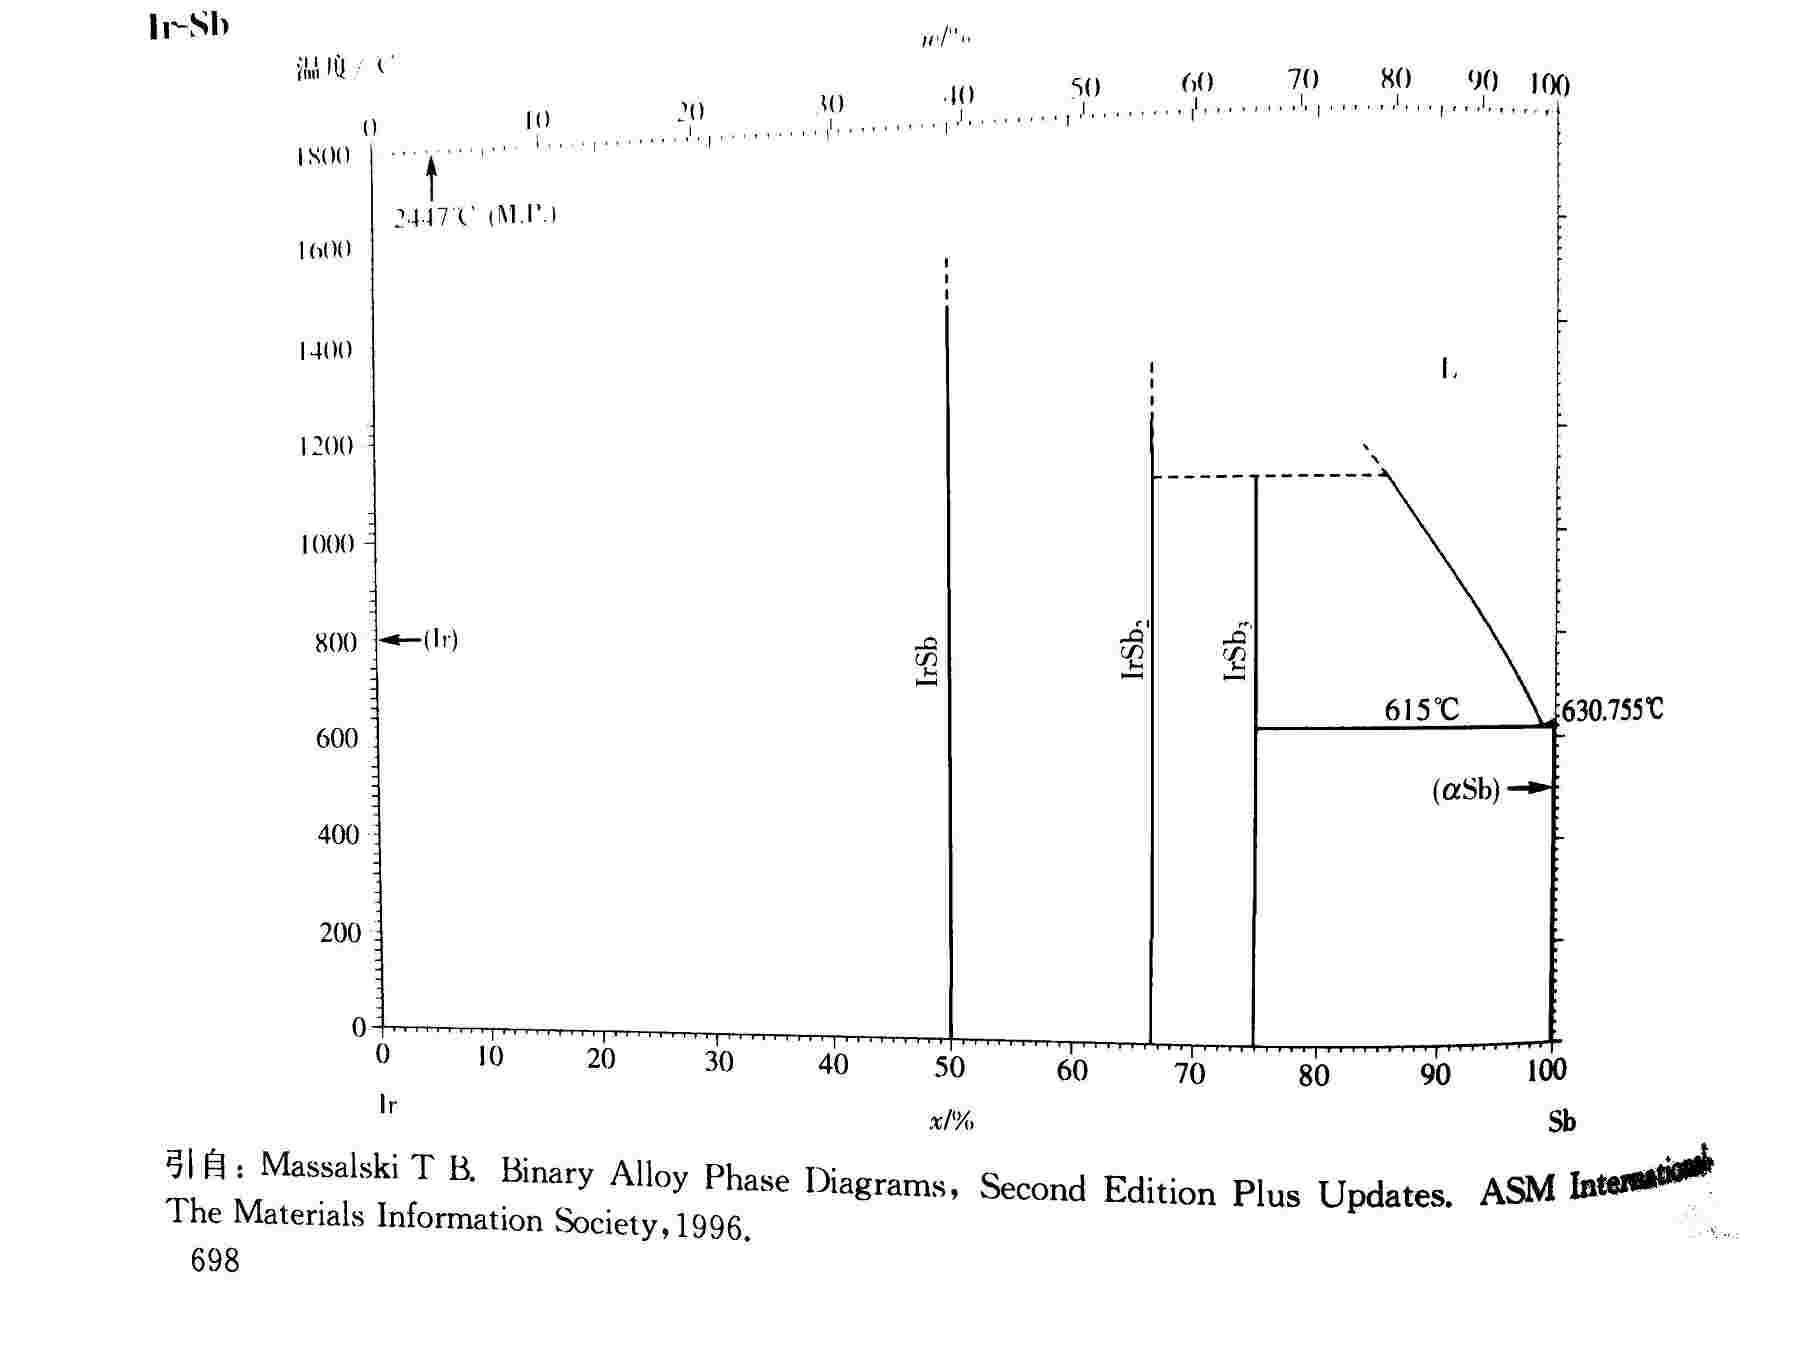 Ir-Sb
w/%
温度/℃
0 10 20 30 40 50 60 70 80 90 100
1800
2447℃ (M.P.)
1600
1400
L
1200
1000
800
(Ir)
IrSb
IrSb₂
IrSb₃
615℃
630.755℃
600
(αSb)
400
200
0
0 10 20 30 40 50 60 70 80 90 100
Ir
x/%
Sb
引自: Massalski T B. Binary Alloy Phase Diagrams, Second Edition Plus Updates. ASM International
The Materials Information Society, 1996.
698